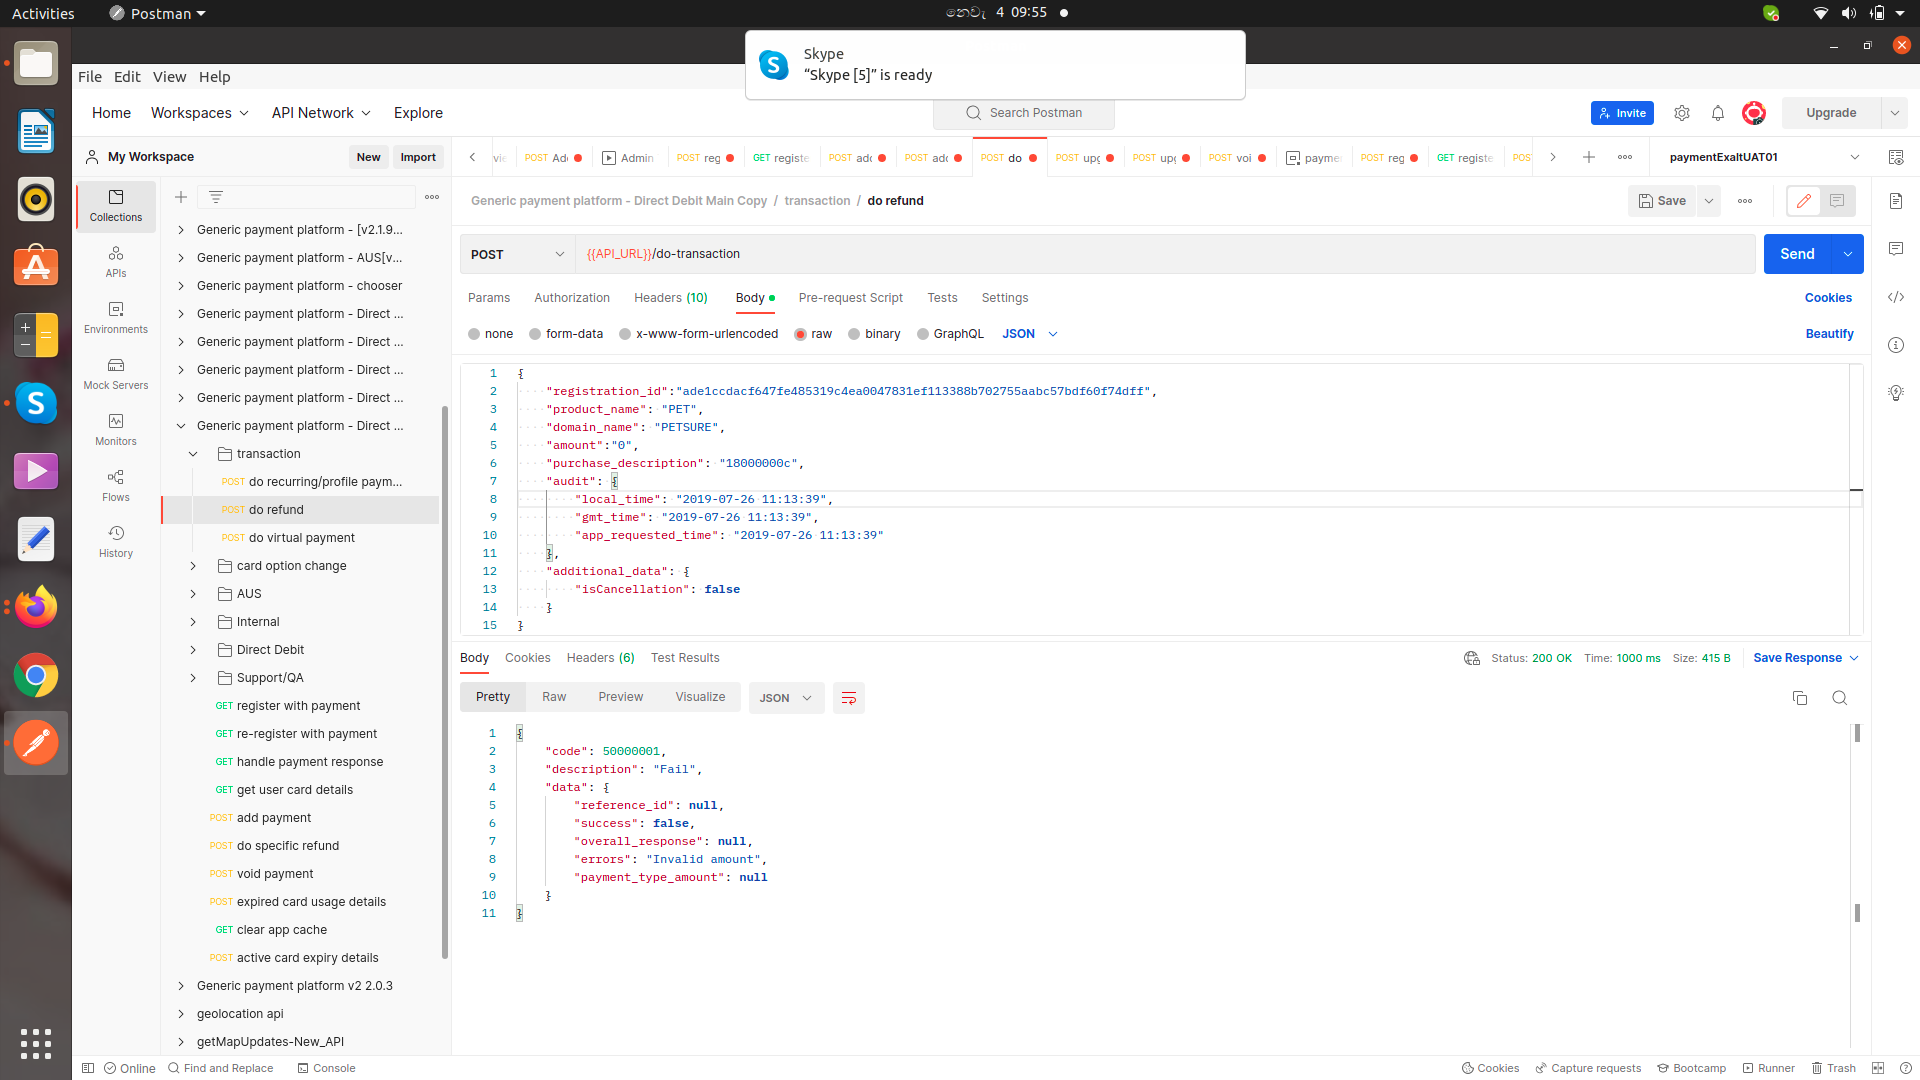 Activities
Postman
නොවැ 4 09:55
Skype
“Skype [5]” is ready
File Edit View Help
Home Workspaces API Network Explore
Search Postman
Invite
Upgrade
My Workspace
New Import
POST Ad
Admin
POST reg
GET registe
POST adc
POST adc
POST do
POST upg
POST upg
POST voi
payme
POST reg
GET registe
POS
paymentExaltUAT01
Collections
APIs
Environments
Mock Servers
Monitors
Flows
History
Generic payment platform - [v2.1.9...
Generic payment platform - AUS[v...
Generic payment platform - chooser
Generic payment platform - Direct ...
Generic payment platform - Direct ...
Generic payment platform - Direct ...
Generic payment platform - Direct ...
Generic payment platform - Direct ...
transaction
POST do recurring/profile paym...
POST do refund
POST do virtual payment
card option change
AUS
Internal
Direct Debit
Support/QA
GET register with payment
GET re-register with payment
GET handle payment response
GET get user card details
POST add payment
POST do specific refund
POST void payment
POST expired card usage details
GET clear app cache
POST active card expiry details
Generic payment platform v2 2.0.3
geolocation api
getMapUpdates-New_API
Generic payment platform - Direct Debit Main Copy / transaction / do refund
Save
POST
{{API_URL}}/do-transaction
Send
Params Authorization Headers (10) Body Pre-request Script Tests Settings
Cookies
none form-data x-www-form-urlencoded raw binary GraphQL JSON
Beautify
1 {
2 "registration_id":"ade1ccdacf647fe485319c4ea0047831ef113388b702755aabc57bdf60f74dff",
3 "product_name": "PET",
4 "domain_name": "PETSURE",
5 "amount":"0",
6 "purchase_description": "18000000c",
7 "audit": {
8 "local_time": "2019-07-26 11:13:39",
9 "gmt_time": "2019-07-26 11:13:39",
10 "app_requested_time": "2019-07-26 11:13:39"
11 },
12 "additional_data": {
13 "isCancellation": false
14 }
15 }
Body Cookies Headers (6) Test Results
Status: 200 OK Time: 1000 ms Size: 415 B
Save Response
Pretty Raw Preview Visualize JSON
1 {
2 "code": 50000001,
3 "description": "Fail",
4 "data": {
5 "reference_id": null,
6 "success": false,
7 "overall_response": null,
8 "errors": "Invalid amount",
9 "payment_type_amount": null
10 }
11 }
Online Find and Replace Console
Cookies Capture requests Bootcamp Runner Trash